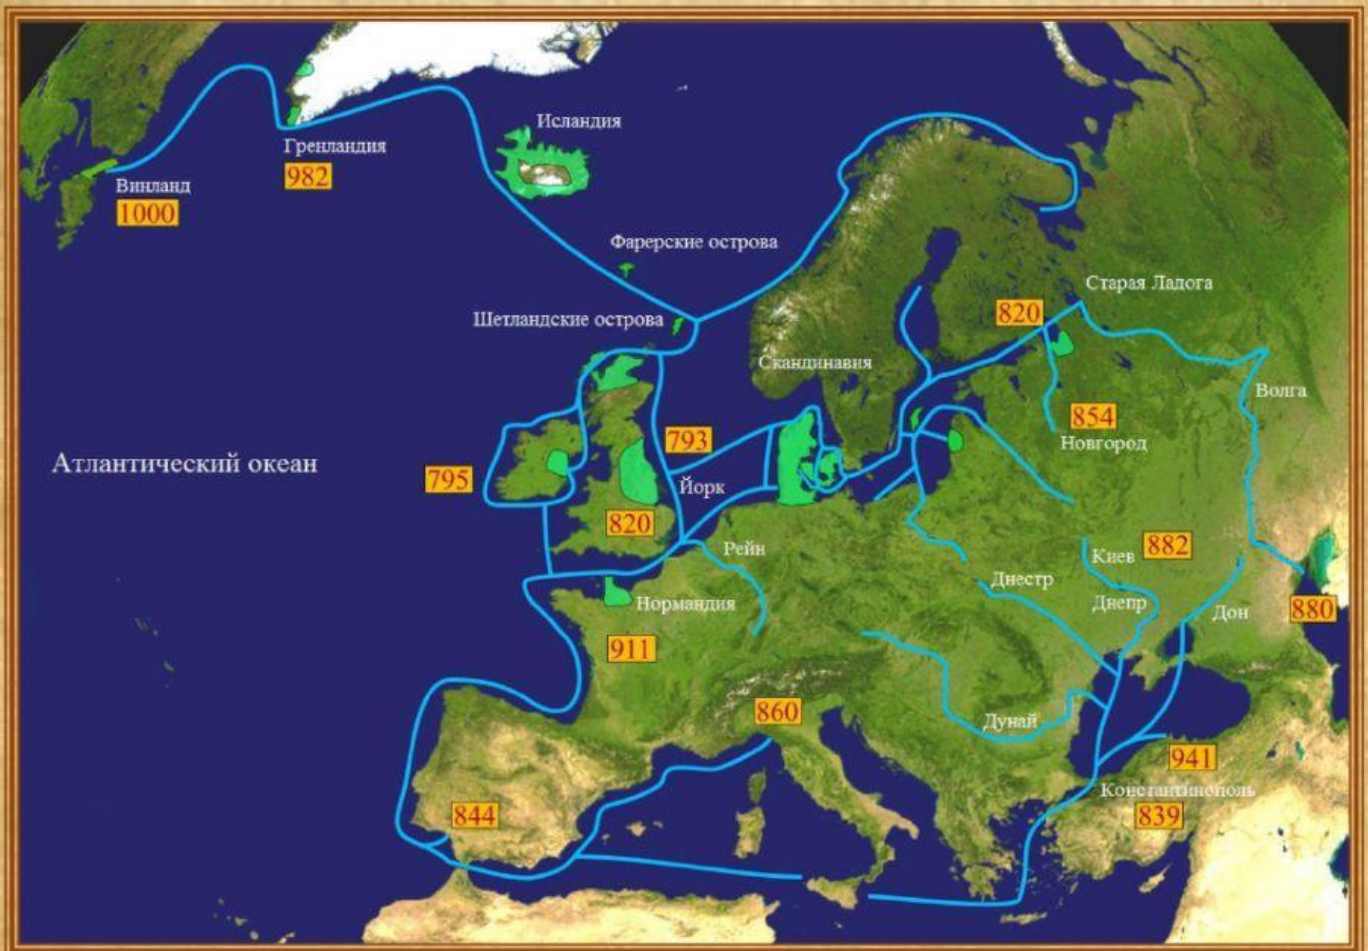 Исландия
Гренландия
982
Винланд
1000
Фарерские острова
Старая Ладога
820
Шетландские острова
Скандинавия
Волга
854
Новгород
793
Атлантический океан
795
Йорк
820
Рейн
Киев
882
Днестр
Нормандия
Днепр
Дон
880
911
860
Дунай
941
Константинополь
844
839